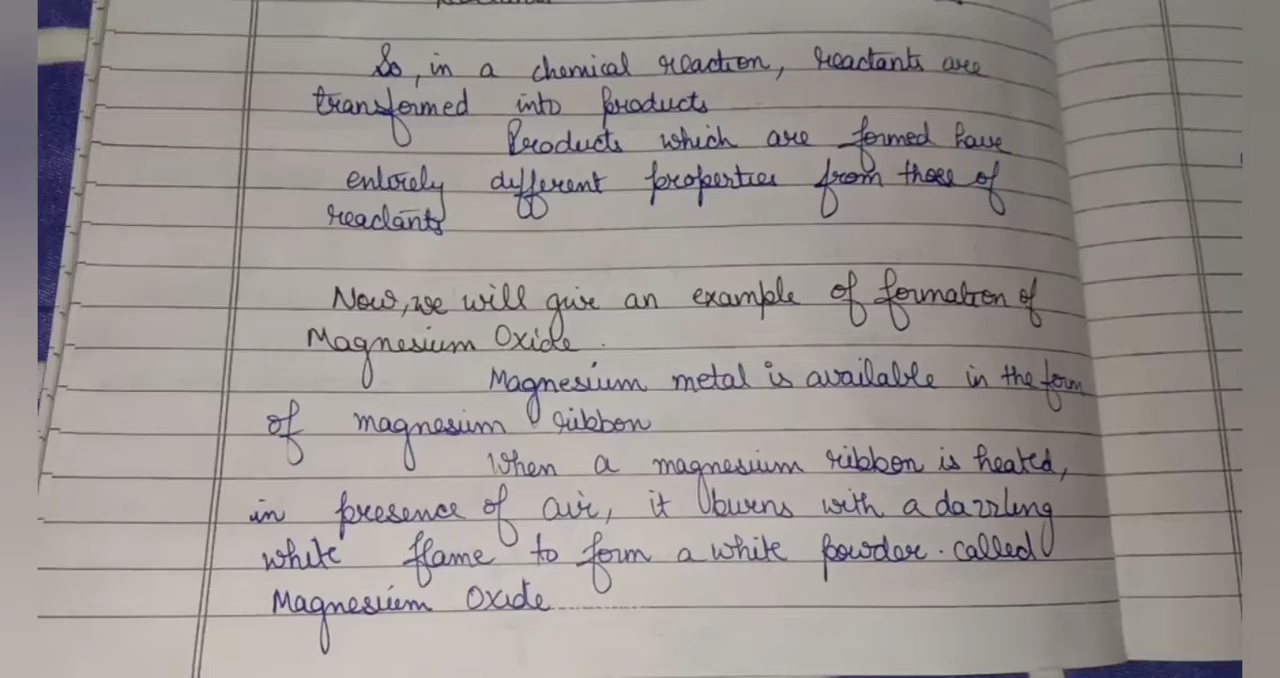 So, in a chemical reaction, reactants are
transformed into products
Products which are formed have
entirely different properties from those of
reactants
Now, we will give an example of formation of
Magnesium Oxide.
Magnesium metal is available in the form
of magnesium ribbon
When a magnesium ribbon is heated,
in presence of air, it burns with a dazzling
white flame to form a white powder. called
Magnesium Oxide